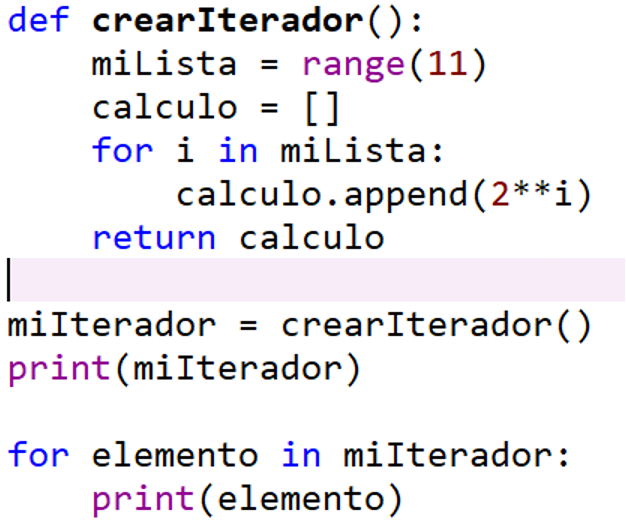 def crearIterador():
    miLista = range(11)
    calculo = []
    for i in miLista:
        calculo.append(2**i)
    return calculo
miIterador = crearIterador()
print(miIterador)
for elemento in miIterador:
    print(elemento)